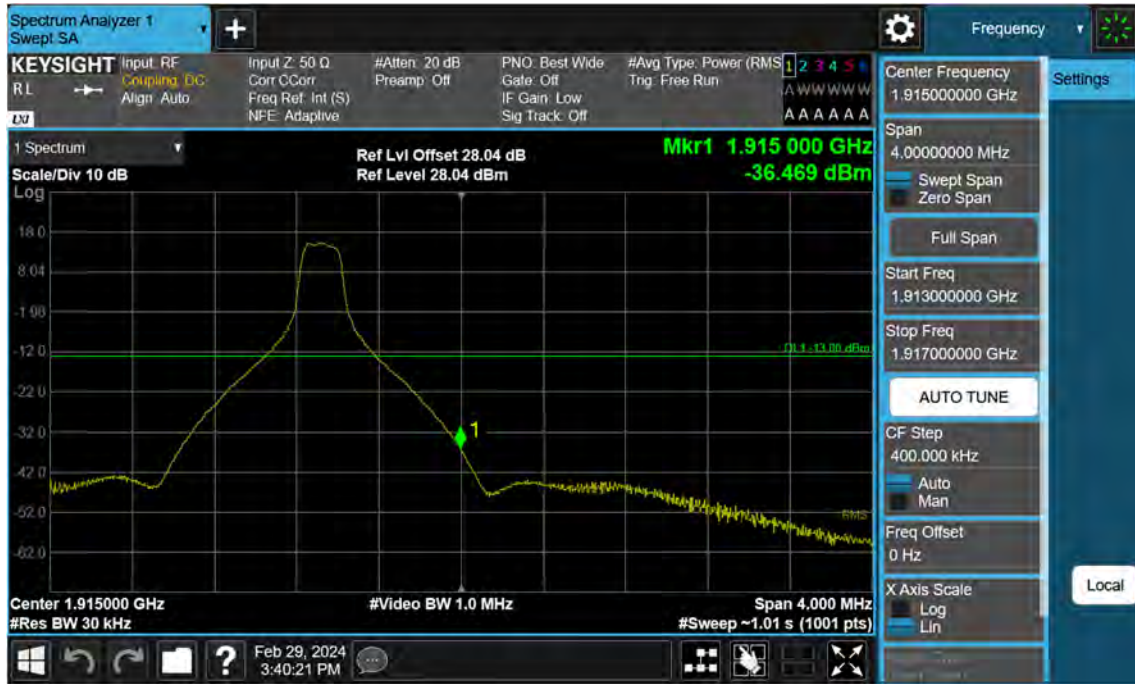 Spectrum Analyzer 1
Swept SA
Frequency
KEYSIGHT
RL
LXI
Input: RF
Coupling: DC
Align: Auto
Input Z: 50 Ω
Corr CCorr
Freq Ref: Int (S)
NFE: Adaptive
#Atten: 20 dB
Preamp: Off
PNO: Best Wide
Gate: Off
IF Gain: Low
Sig Track: Off
#Avg Type: Power (RMS
Trig: Free Run
1 2 3 4 5 6
A W W W W W
A A A A A A
1 Spectrum
Scale/Div 10 dB
Log
Ref Lvl Offset 28.04 dB
Ref Level 28.04 dBm
Mkr1 1.915 000 GHz
-36.469 dBm
18.0
8.04
-1.96
-12.0
-22.0
-32.0
-42.0
-52.0
-62.0
DL1 -13.00 dBm
1
RMS
Center 1.915000 GHz
#Res BW 30 kHz
#Video BW 1.0 MHz
Span 4.000 MHz
#Sweep ~1.01 s (1001 pts)
Feb 29, 2024
3:40:21 PM
Center Frequency
1.915000000 GHz
Span
4.00000000 MHz
Swept Span
Zero Span
Full Span
Start Freq
1.913000000 GHz
Stop Freq
1.917000000 GHz
AUTO TUNE
CF Step
400.000 kHz
Auto
Man
Freq Offset
0 Hz
X Axis Scale
Log
Lin
Settings
Local